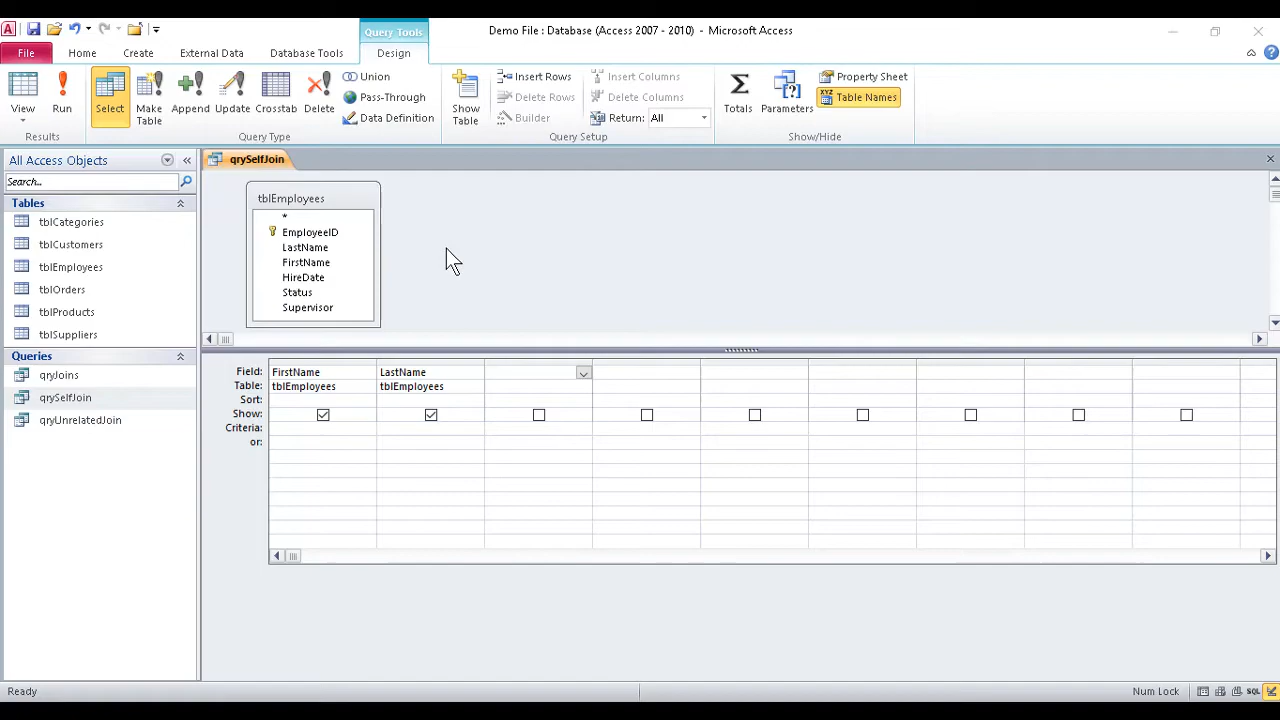 Query Tools
Demo File : Database (Access 2007 - 2010) - Microsoft Access
File
Home
Create
External Data
Database Tools
Design
View
Run
Select
Make Table
Append
Update
Crosstab
Delete
Union
Pass-Through
Data Definition
Show Table
Insert Rows
Delete Rows
Builder
Insert Columns
Delete Columns
Return: All
Totals
Parameters
Property Sheet
XYZ Table Names
Results
Query Type
Query Setup
Show/Hide
All Access Objects
Search...
Tables
tblCategories
tblCustomers
tblEmployees
tblOrders
tblProducts
tblSuppliers
Queries
qryJoins
qrySelfJoin
qryUnrelatedJoin
qrySelfJoin
tblEmployees
*
EmployeeID
LastName
FirstName
HireDate
Status
Supervisor
Field: FirstName LastName
Table: tblEmployees tblEmployees
Sort:
Show:
Criteria:
or:
Ready
Num Lock
SQL